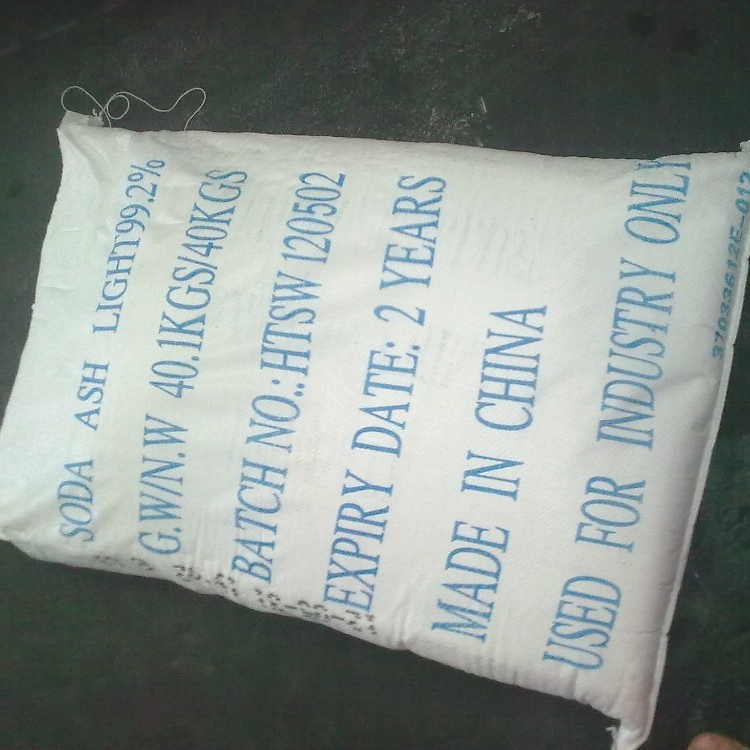 SODA ASH LIGHT99.2%
G.W/N.W 40.1KGS/40KGS
BATCH NO.: HTSW 120502
EXPIRY DATE: 2 YEARS
MADE IN CHINA
USED FOR INDUSTRY ONLY